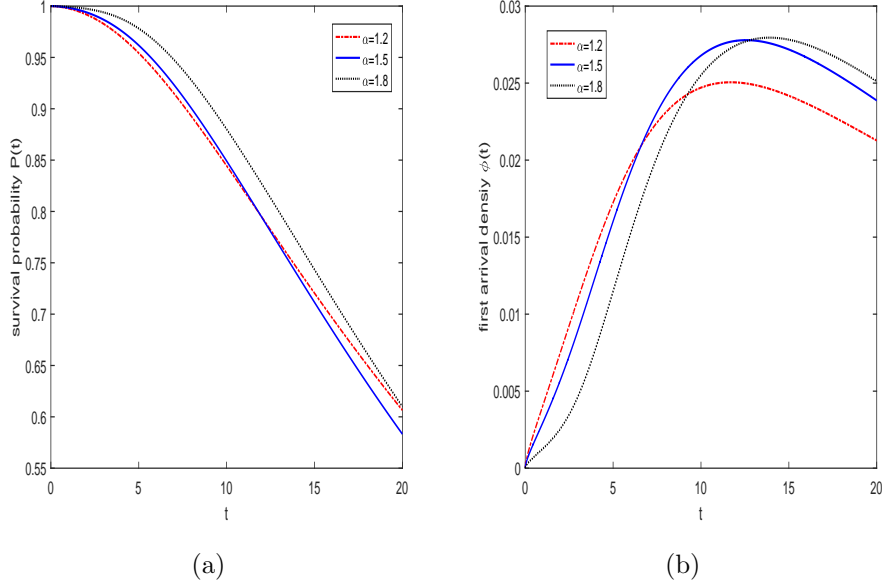 1
0.95
0.9
0.85
0.8
0.75
0.7
0.65
0.6
0.55
survival probability P(t)
0 5 10 15 20
t
α=1.2
α=1.5
α=1.8
(a)
0.03
0.025
0.02
0.015
0.01
0.005
0
first arrival densiy ϕ(t)
0 5 10 15 20
t
α=1.2
α=1.5
α=1.8
(b)